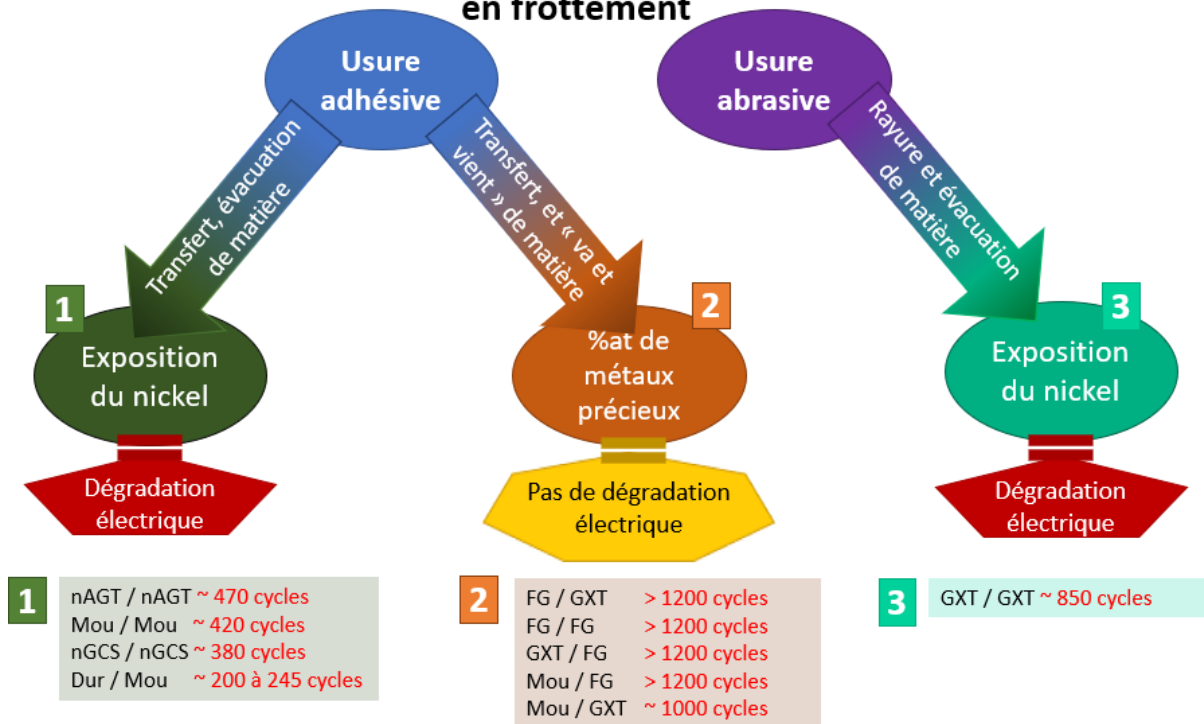 en frottement
Usure
adhésive
Usure
abrasive
Transfert, évacuation
de matière
Transfert, et « va et
vient » de matière
Rayure et évacuation
de matière
1
Exposition
du nickel
2
%at de
métaux
précieux
3
Exposition
du nickel
Dégradation
électrique
Pas de dégradation
électrique
Dégradation
électrique
1
nAGT / nAGT ~ 470 cycles
Mou / Mou ~ 420 cycles
nGCS / nGCS ~ 380 cycles
Dur / Mou ~ 200 à 245 cycles
2
FG / GXT > 1200 cycles
FG / FG > 1200 cycles
GXT / FG > 1200 cycles
Mou / FG > 1200 cycles
Mou / GXT ~ 1000 cycles
3
GXT / GXT ~ 850 cycles